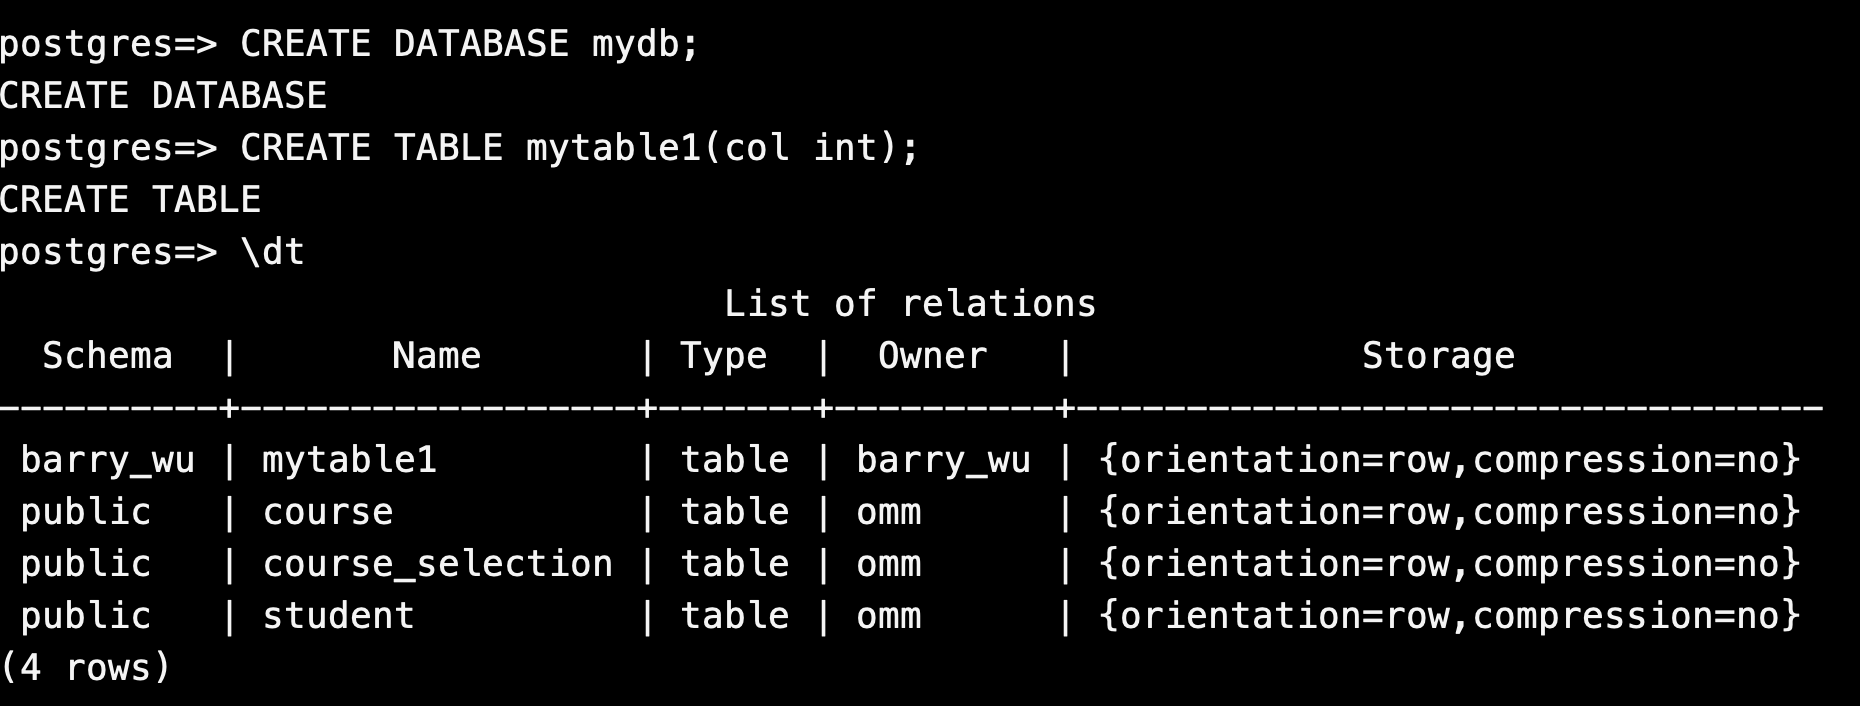 postgres=> CREATE DATABASE mydb;
CREATE DATABASE
postgres=> CREATE TABLE mytable1(col int);
CREATE TABLE
postgres=> \dt
                                 List of relations
  Schema  |       Name       | Type  |  Owner   |             Storage
----------+------------------+-------+----------+----------------------------------
 barry_wu | mytable1         | table | barry_wu | {orientation=row,compression=no}
 public   | course           | table | omm      | {orientation=row,compression=no}
 public   | course_selection | table | omm      | {orientation=row,compression=no}
 public   | student          | table | omm      | {orientation=row,compression=no}
(4 rows)